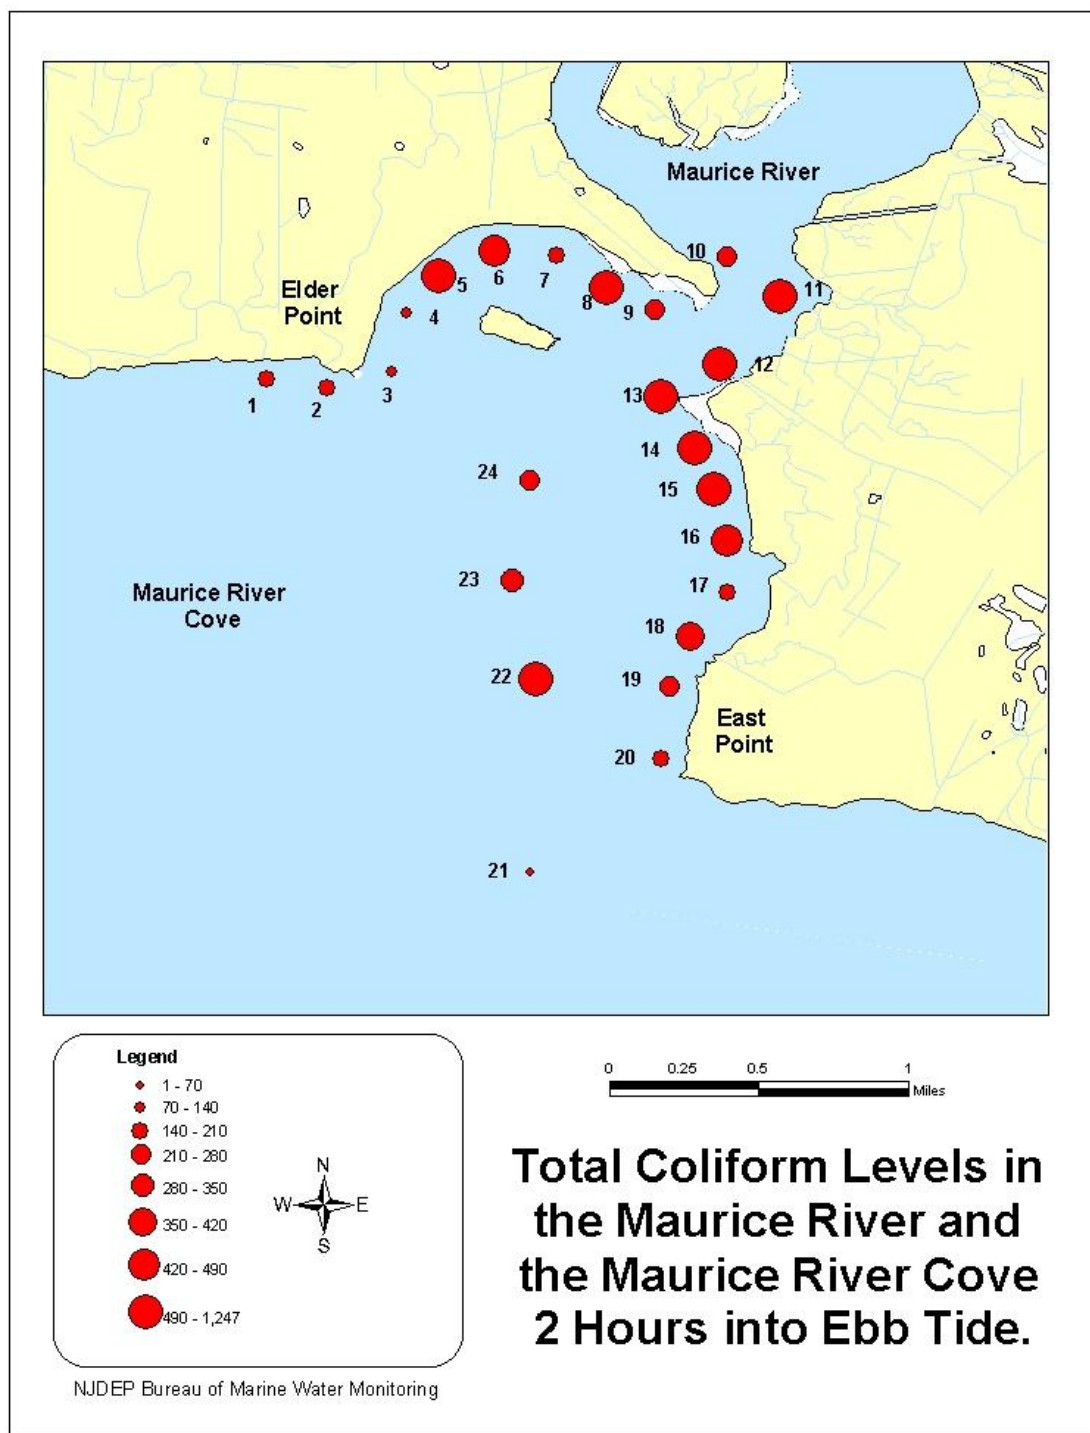 Maurice River
10
6
7
5
11
Elder
Point
8
9
4
12
3
13
1
2
14
24
15
16
23
17
Maurice River
Cove
18
22
19
East
Point
20
21
Legend
1 - 70
70 - 140
140 - 210
210 - 280
280 - 350
350 - 420
420 - 490
490 - 1,247
N
W E
S
0 0.25 0.5 1
Miles
Total Coliform Levels in
the Maurice River and
the Maurice River Cove
2 Hours into Ebb Tide.
NJDEP Bureau of Marine Water Monitoring